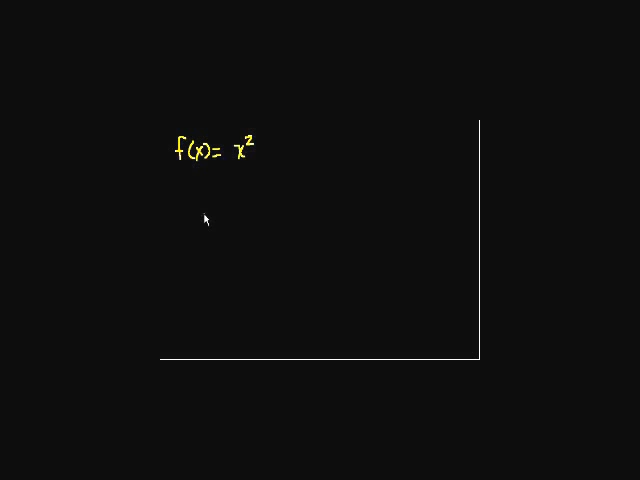 f(x)= x²